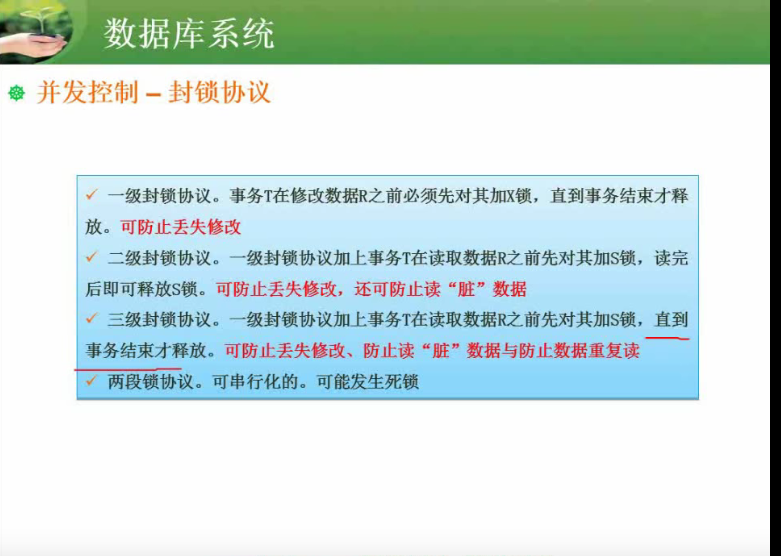 数据库系统
并发控制 – 封锁协议
✓ 一级封锁协议。事务T在修改数据R之前必须先对其加X锁，直到事务结束才释
放。可防止丢失修改
✓ 二级封锁协议。一级封锁协议加上事务T在读取数据R之前先对其加S锁，读完
后即可释放S锁。可防止丢失修改，还可防止读“脏”数据
✓ 三级封锁协议。一级封锁协议加上事务T在读取数据R之前先对其加S锁，直到
事务结束才释放。可防止丢失修改、防止读“脏”数据与防止数据重复读
✓ 两段锁协议。可串行化的。可能发生死锁